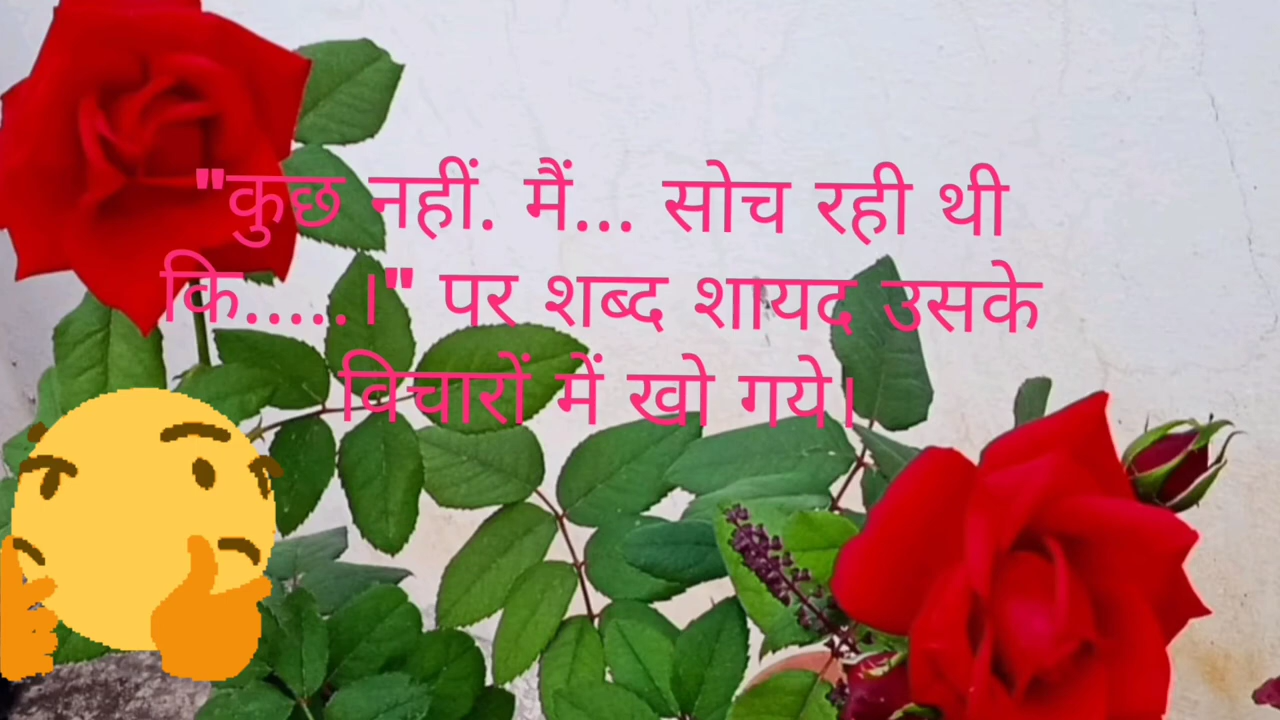 "कुछ नहीं. मैं... सोच रही थी
कि.....।" पर शब्द शायद उसके
विचारों में खो गये।